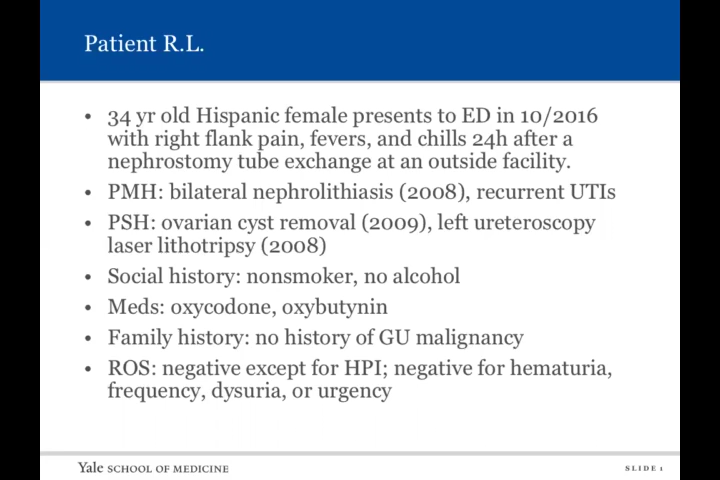 Patient R.L.
• 34 yr old Hispanic female presents to ED in 10/2016
with right flank pain, fevers, and chills 24h after a
nephrostomy tube exchange at an outside facility.
• PMH: bilateral nephrolithiasis (2008), recurrent UTIs
• PSH: ovarian cyst removal (2009), left ureteroscopy
laser lithotripsy (2008)
• Social history: nonsmoker, no alcohol
• Meds: oxycodone, oxybutynin
• Family history: no history of GU malignancy
• ROS: negative except for HPI; negative for hematuria,
frequency, dysuria, or urgency
Yale SCHOOL OF MEDICINE
SLIDE 1